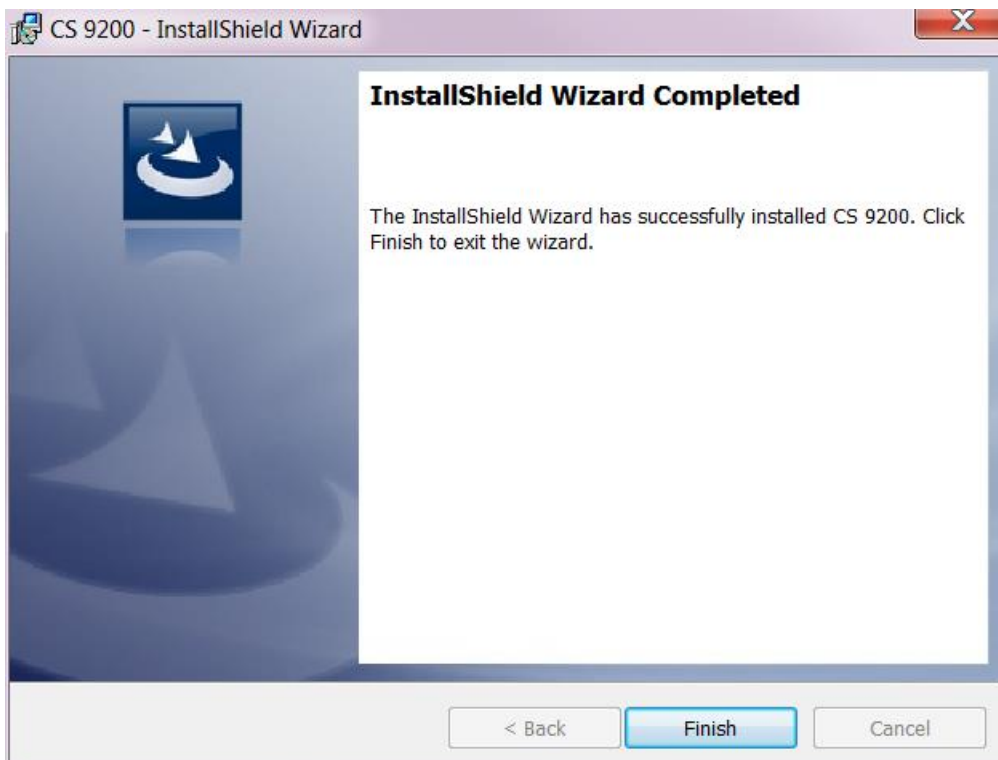 CS 9200 - InstallShield Wizard
InstallShield Wizard Completed
The InstallShield Wizard has successfully installed CS 9200. Click
Finish to exit the wizard.
< Back
Finish
Cancel